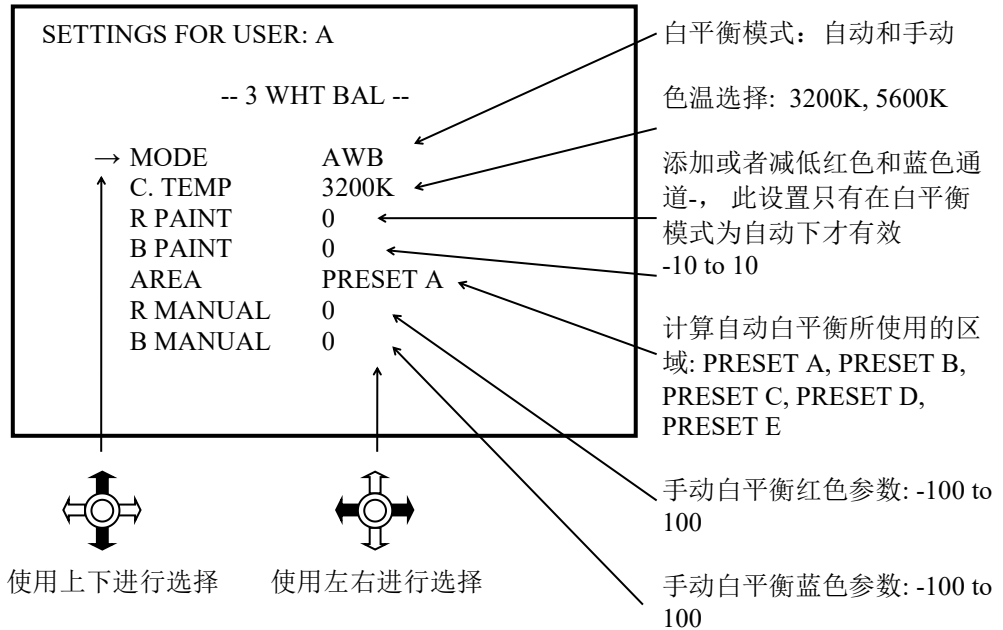 SETTINGS FOR USER: A
-- 3 WHT BAL --
→ MODE AWB
C. TEMP 3200K
R PAINT 0
B PAINT 0
AREA PRESET A
R MANUAL 0
B MANUAL 0
白平衡模式：自动和手动
色温选择: 3200K, 5600K
添加或者减低红色和蓝色通
道-， 此设置只有在白平衡
模式为自动下才有效
-10 to 10
计算自动白平衡所使用的区
域: PRESET A, PRESET B,
PRESET C, PRESET D,
PRESET E
手动白平衡红色参数: -100 to
100
手动白平衡蓝色参数: -100 to
100
使用上下进行选择
使用左右进行选择